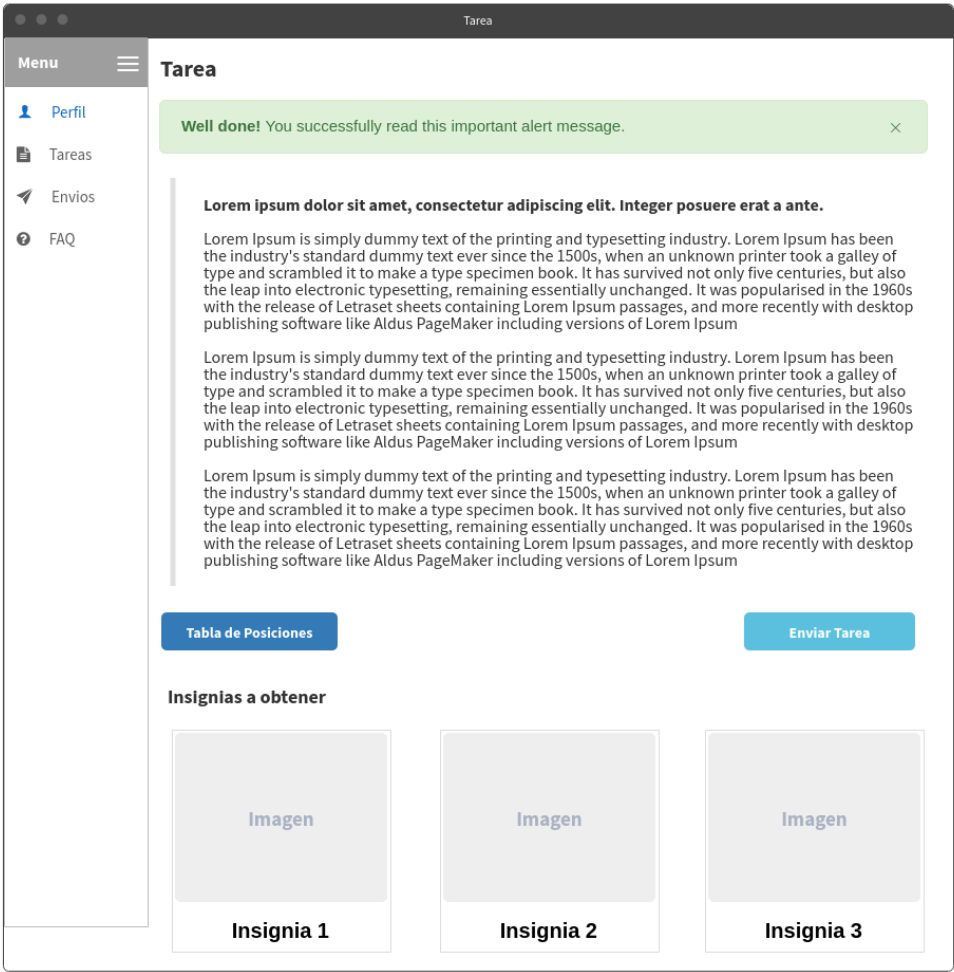 Tarea
Menu
Perfil
Tareas
Envios
FAQ
Tarea
Well done! You successfully read this important alert message.
Lorem ipsum dolor sit amet, consectetur adipiscing elit. Integer posuere erat a ante.
Lorem Ipsum is simply dummy text of the printing and typesetting industry. Lorem Ipsum has been
the industry's standard dummy text ever since the 1500s, when an unknown printer took a galley of
type and scrambled it to make a type specimen book. It has survived not only five centuries, but also
the leap into electronic typesetting, remaining essentially unchanged. It was popularised in the 1960s
with the release of Letraset sheets containing Lorem Ipsum passages, and more recently with desktop
publishing software like Aldus PageMaker including versions of Lorem Ipsum
Lorem Ipsum is simply dummy text of the printing and typesetting industry. Lorem Ipsum has been
the industry's standard dummy text ever since the 1500s, when an unknown printer took a galley of
type and scrambled it to make a type specimen book. It has survived not only five centuries, but also
the leap into electronic typesetting, remaining essentially unchanged. It was popularised in the 1960s
with the release of Letraset sheets containing Lorem Ipsum passages, and more recently with desktop
publishing software like Aldus PageMaker including versions of Lorem Ipsum
Lorem Ipsum is simply dummy text of the printing and typesetting industry. Lorem Ipsum has been
the industry's standard dummy text ever since the 1500s, when an unknown printer took a galley of
type and scrambled it to make a type specimen book. It has survived not only five centuries, but also
the leap into electronic typesetting, remaining essentially unchanged. It was popularised in the 1960s
with the release of Letraset sheets containing Lorem Ipsum passages, and more recently with desktop
publishing software like Aldus PageMaker including versions of Lorem Ipsum
Tabla de Posiciones
Enviar Tarea
Insignias a obtener
Imagen
Imagen
Imagen
Insignia 1
Insignia 2
Insignia 3